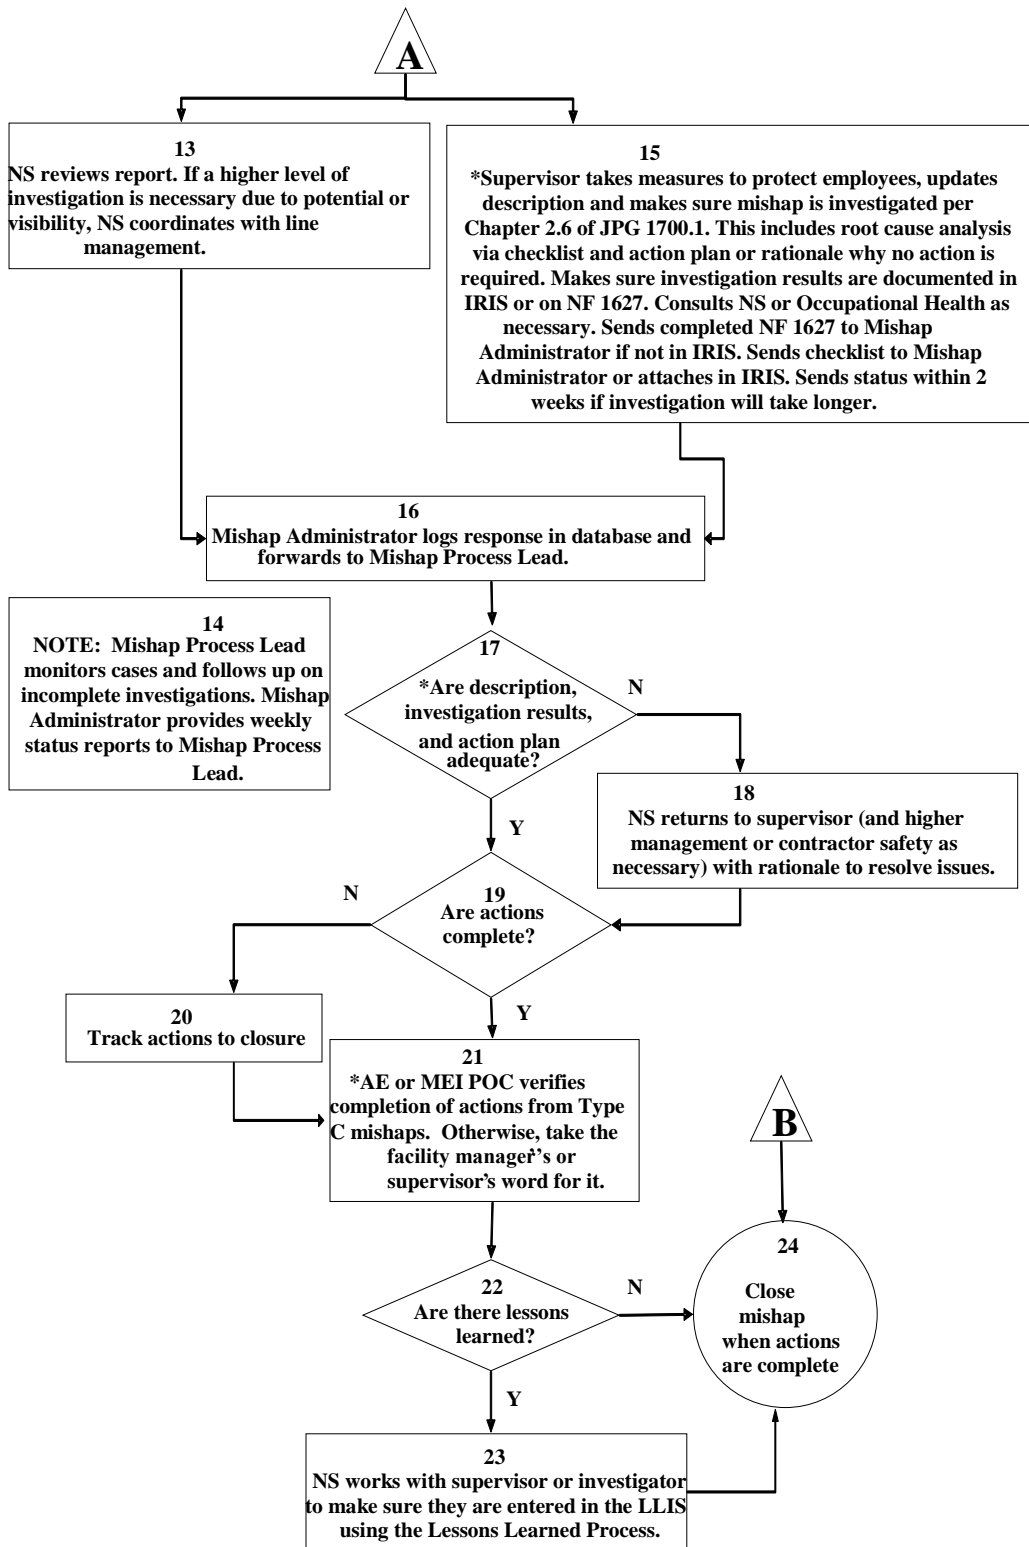 A
13
NS reviews report. If a higher level of
investigation is necessary due to potential or
visibility, NS coordinates with line
management.
15
*Supervisor takes measures to protect employees, updates
description and makes sure mishap is investigated per
Chapter 2.6 of JPG 1700.1. This includes root cause analysis
via checklist and action plan or rationale why no action is
required. Makes sure investigation results are documented in
IRIS or on NF 1627. Consults NS or Occupational Health as
necessary. Sends completed NF 1627 to Mishap
Administrator if not in IRIS. Sends checklist to Mishap
Administrator or attaches in IRIS. Sends status within 2
weeks if investigation will take longer.
16
Mishap Administrator logs response in database and
forwards to Mishap Process Lead.
14
NOTE: Mishap Process Lead
monitors cases and follows up on
incomplete investigations. Mishap
Administrator provides weekly
status reports to Mishap Process
Lead.
17
*Are description,
investigation results,
and action plan
adequate?
N
Y
18
NS returns to supervisor (and higher
management or contractor safety as
necessary) with rationale to resolve issues.
19
Are actions
complete?
N
Y
20
Track actions to closure
21
*AE or MEI POC verifies
completion of actions from Type
C mishaps. Otherwise, take the
facility manager's or
supervisor's word for it.
B
22
Are there lessons
learned?
N
Y
24
Close
mishap
when actions
are complete
23
NS works with supervisor or investigator
to make sure they are entered in the LLIS
using the Lessons Learned Process.